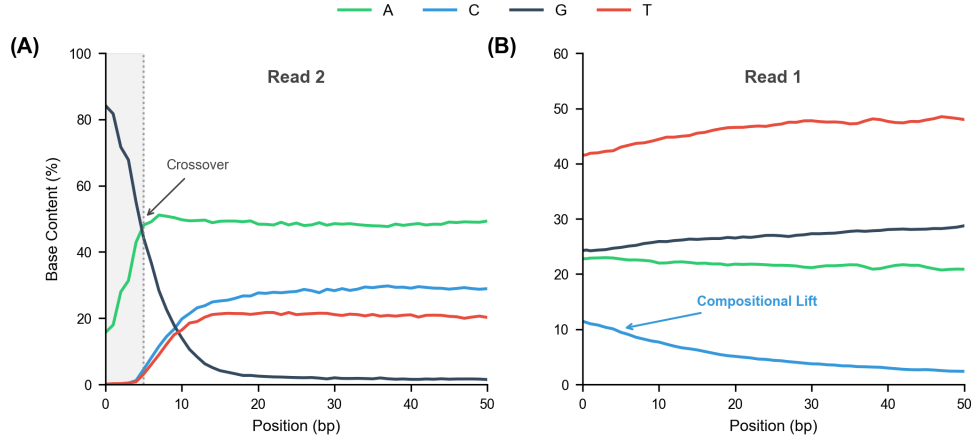 A C G T
(A)
Read 2
Crossover
100
80
60
40
20
0
Base Content (%)
0 10 20 30 40 50
Position (bp)
(B)
Read 1
Compositional Lift
60
50
40
30
20
10
0
0 10 20 30 40 50
Position (bp)